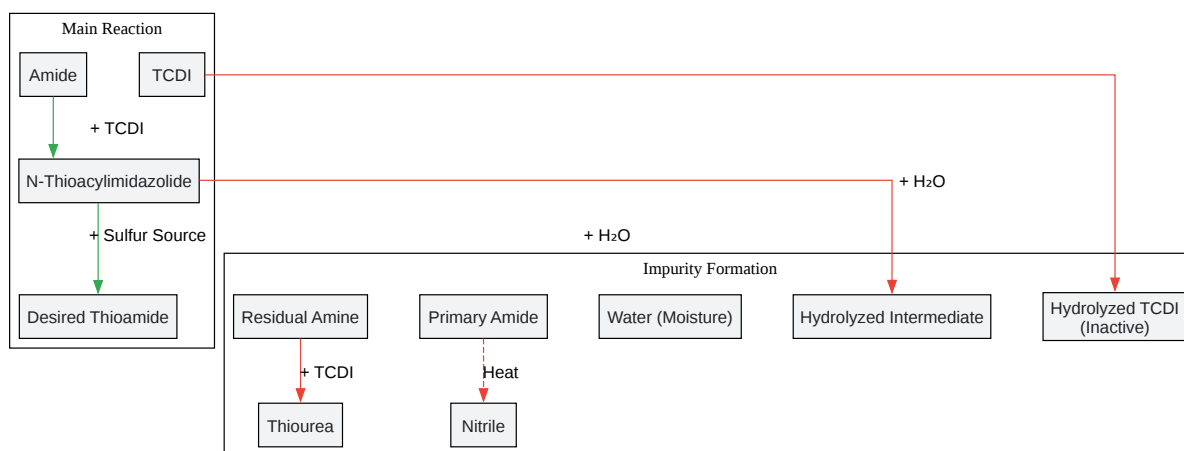 Main Reaction
Amide
TCDI
+ TCDI
N-Thioacylimidazolide
+ H₂O
+ Sulfur Source
+ H₂O
Impurity Formation
Desired Thioamide
Residual Amine
Primary Amide
Water (Moisture)
Hydrolyzed Intermediate
Hydrolyzed TCDI
(Inactive)
+ TCDI
Heat
Thiourea
Nitrile